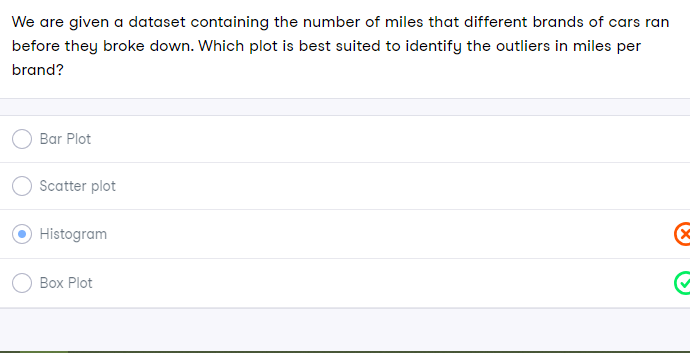 We are given a dataset containing the number of miles that different brands of cars ran
before they broke down. Which plot is best suited to identify the outliers in miles per
brand?
Bar Plot
Scatter plot
Histogram
Box Plot